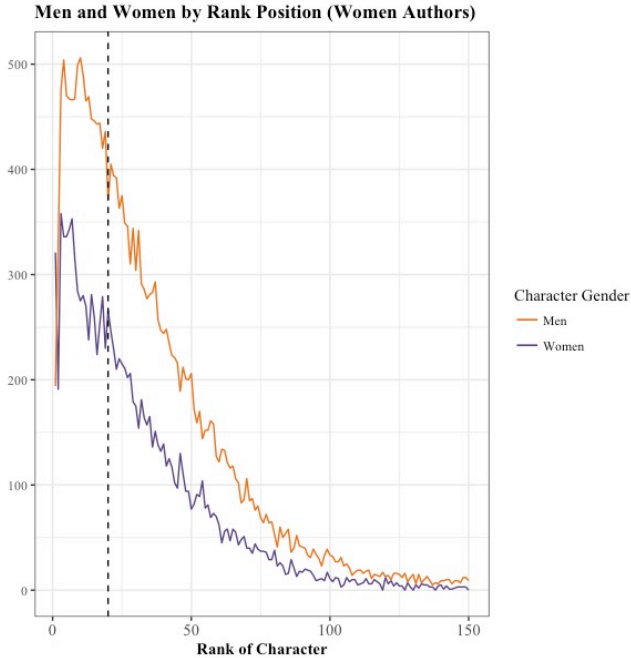 Men and Women by Rank Position (Women Authors)
500
400
300
200
100
0
0 50 100 150
Rank of Character
Character Gender
Men
Women